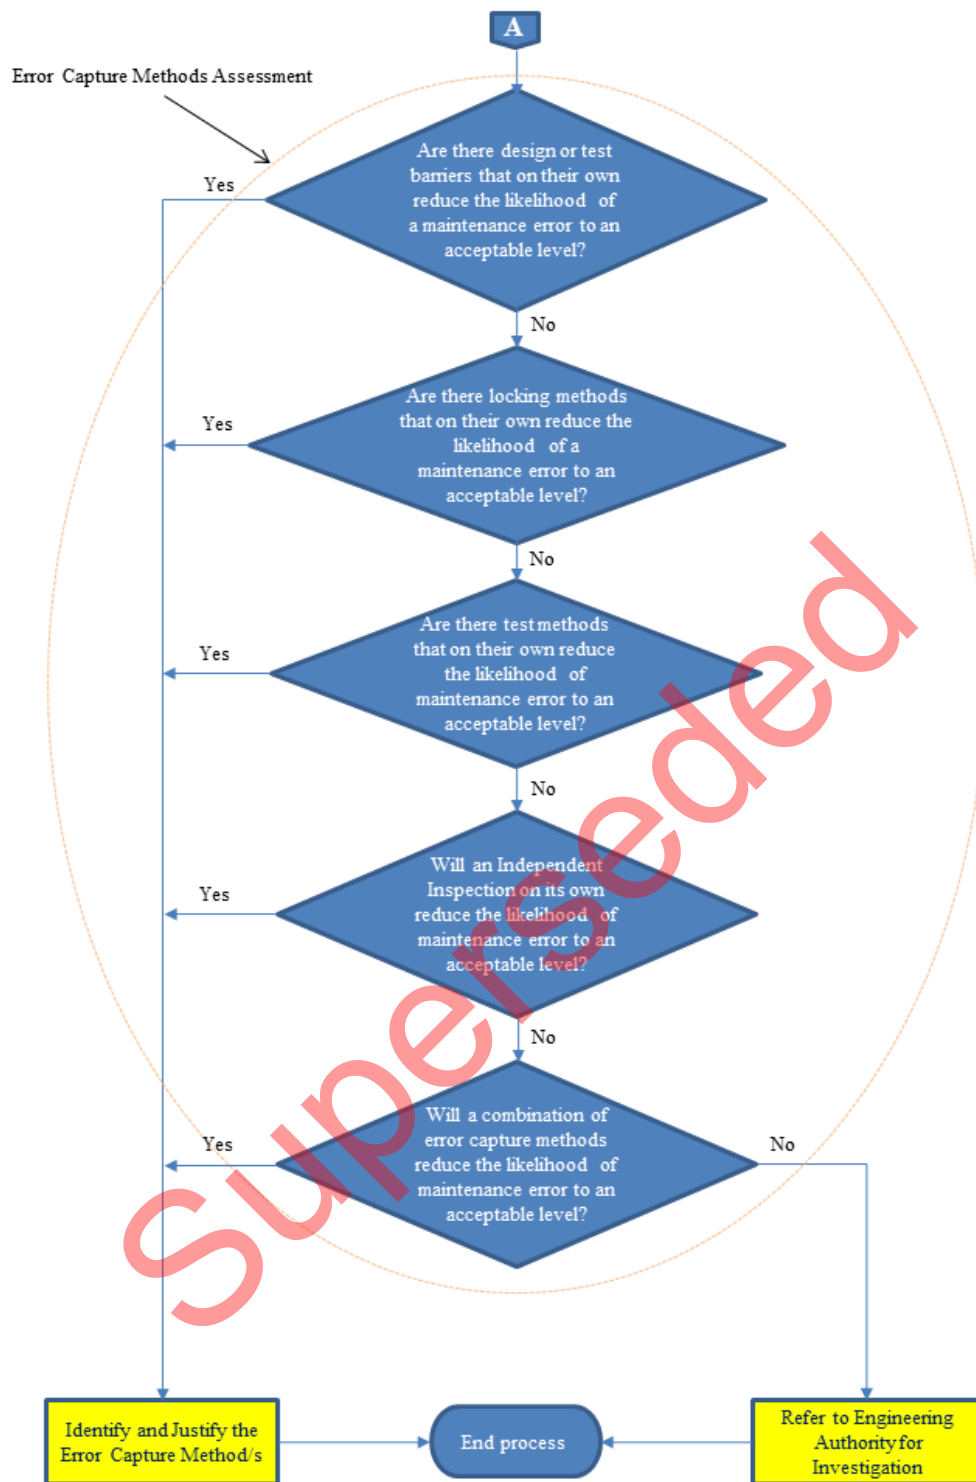 A
Error Capture Methods Assessment
Are there design or test
barriers that on their own
reduce the likelihood of
a maintenance error to an
acceptable level?
Yes
No
Are there locking methods
that on their own reduce the
likelihood of a
maintenance error to an
acceptable level?
Yes
No
Are there test methods
that on their own reduce
the likelihood of
maintenance error to an
acceptable level?
Yes
No
Will an Independent
Inspection on its own
reduce the likelihood of
maintenance error to an
acceptable level?
Yes
No
Will a combination of
error capture methods
reduce the likelihood of
maintenance error to an
acceptable level?
Yes
No
Superseded
Identify and Justify the
Error Capture Method/s
End process
Refer to Engineering
Authority for
Investigation